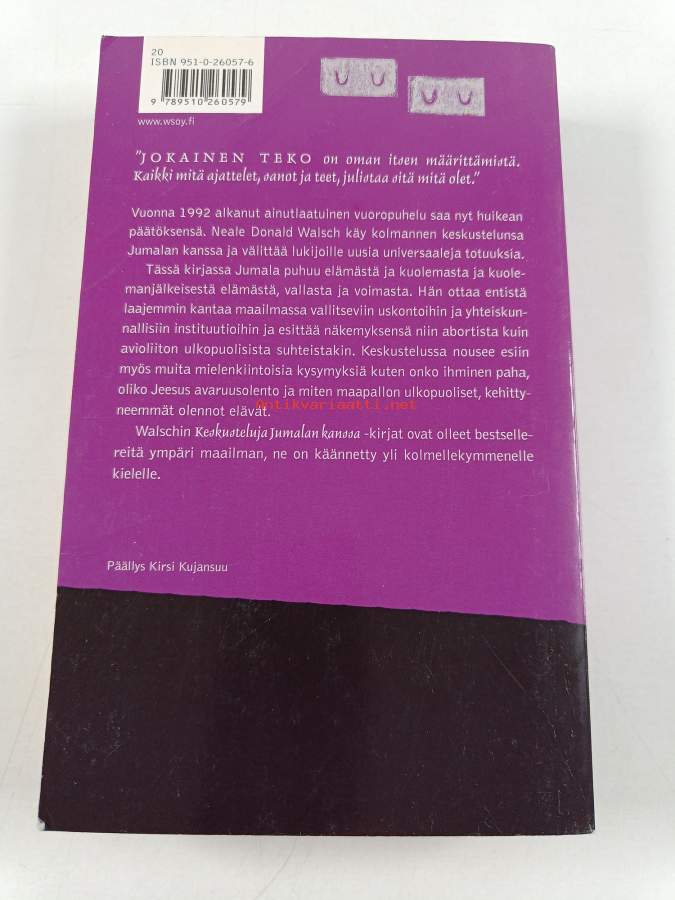 20
ISBN 951-0-26057-6
9 789510 260579
www.wsoy.fi
"JOKAINEN TEKO on oman itsen määrittämistä.
Kaikki mitä ajattelet, sanot ja teet, julistaa sitä mitä olet."
Vuonna 1992 alkanut ainutlaatuinen vuoropuhelu saa nyt huikean
päätöksensä. Neale Donald Walsch käy kolmannen keskustelunsa
Jumalan kanssa ja välittää lukijoille uusia universaaleja totuuksia.
Tässä kirjassa Jumala puhuu elämästä ja kuolemasta ja kuole-
manjälkeisestä elämästä, vallasta ja voimasta. Hän ottaa entistä
laajemmin kantaa maailmassa vallitseviin uskontoihin ja yhteiskun-
nallisiin instituutioihin ja esittää näkemyksensä niin abortista kuin
avioliiton ulkopuolisista suhteistakin. Keskustelussa nousee esiin
myös muita mielenkiintoisia kysymyksiä kuten onko ihminen paha,
oliko Jeesus avaruusolento ja miten maapallon ulkopuoliset, kehitty-
neemmät olennot elävät.
Antikvariaatti.net
Walschin Keskusteluja Jumalan kanssa -kirjat ovat olleet bestselle-
reitä ympäri maailman, ne on käännetty yli kolmellekymmenelle
kielelle.
Päällys Kirsi Kujansuu